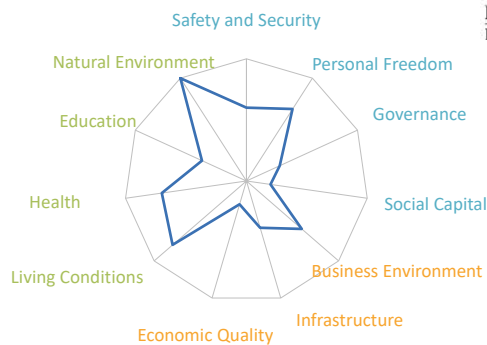 Safety and Security
Natural Environment
Personal Freedom
Education
Governance
Health
Social Capital
Living Conditions
Business Environment
Economic Quality
Infrastructure